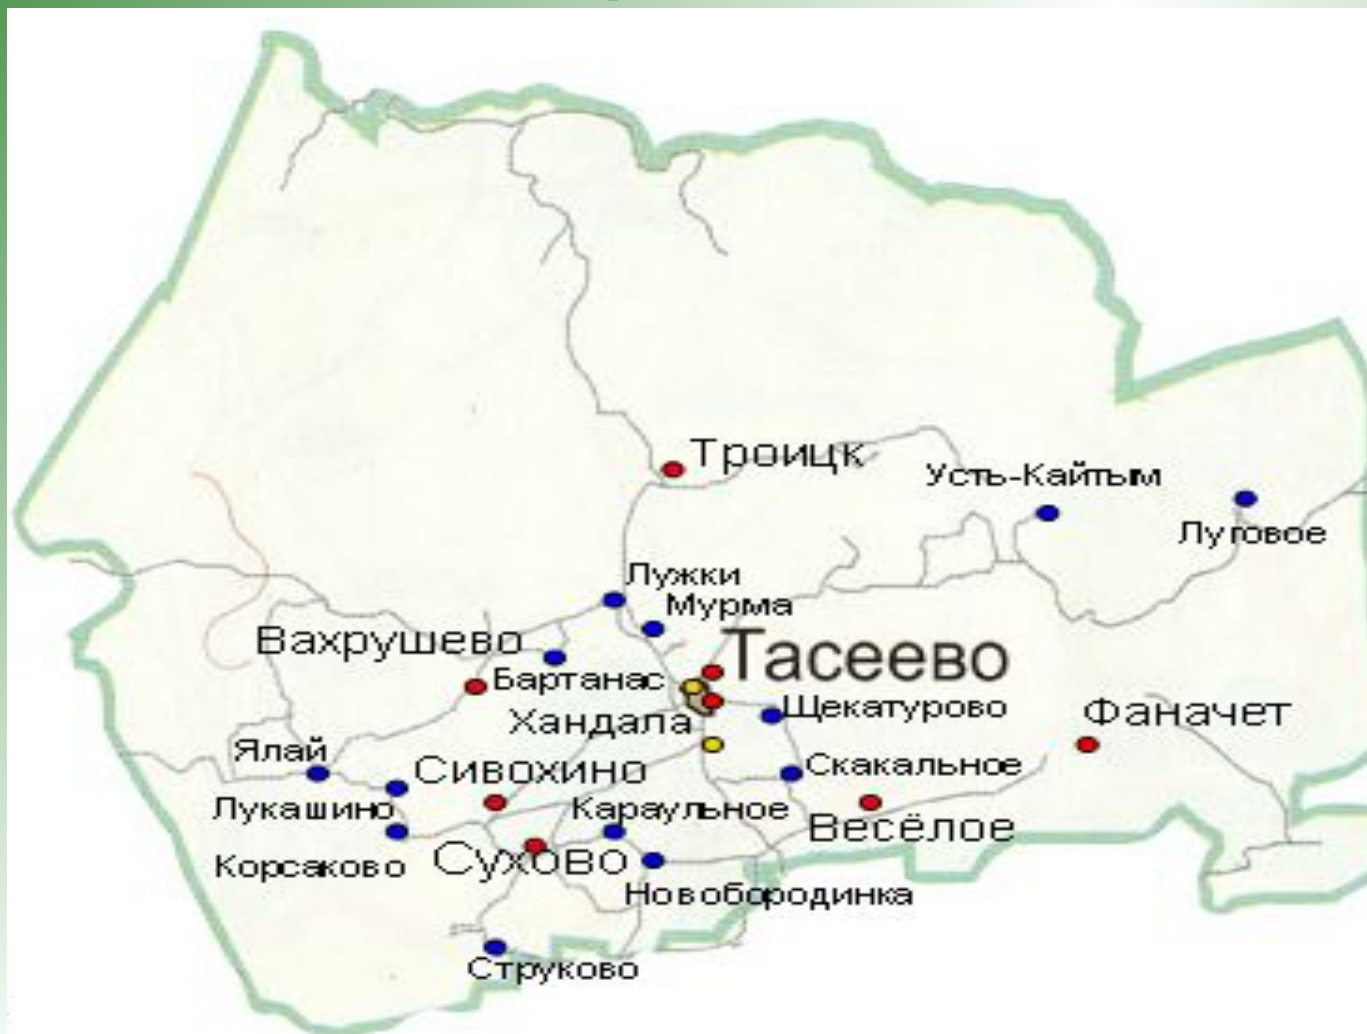 Троицк
Усть-Кайтым
Луговое
Лужки
Мурма
Вахрушево
Тасеево
Бартанас
Хандала
Щекатурово
Фаначет
Ялай
Сивохино
Скакальное
Лукашино
Караульное
Весёлое
Корсаково
Сухово
Новобородинка
Струково